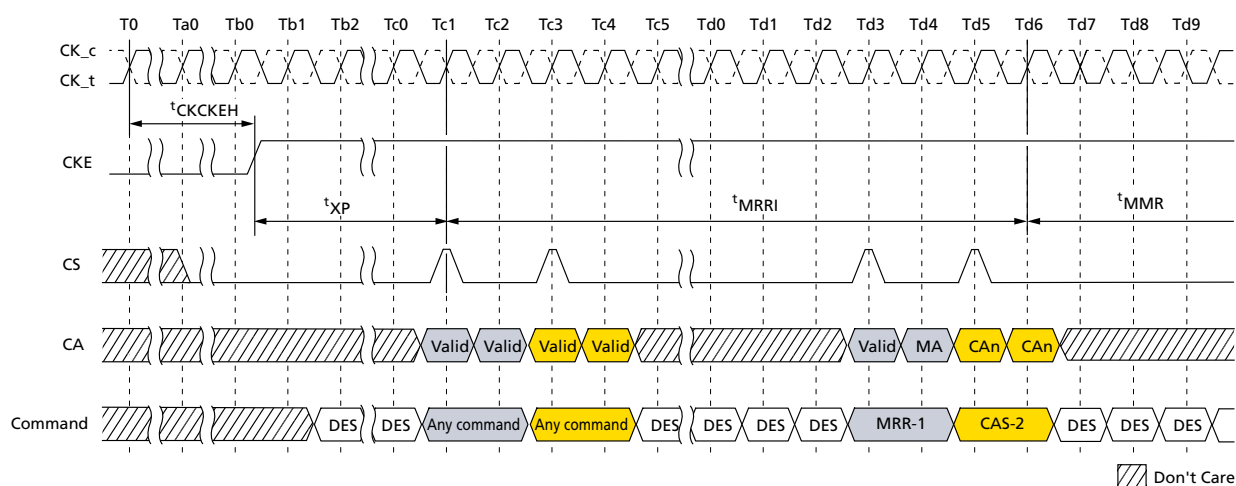 T0 Ta0 Tb0 Tb1 Tb2 Tc0 Tc1 Tc2 Tc3 Tc4 Tc5 Td0 Td1 Td2 Td3 Td4 Td5 Td6 Td7 Td8 Td9
CK_c
CK_t
tCKCKEH
CKE
tXP tMRRI tMMR
CS
CA Valid Valid Valid Valid Valid MA CAn CAn
Command DES DES Any command Any command DES DES DES DES MRR-1 CAS-2 DES DES DES
Don't Care